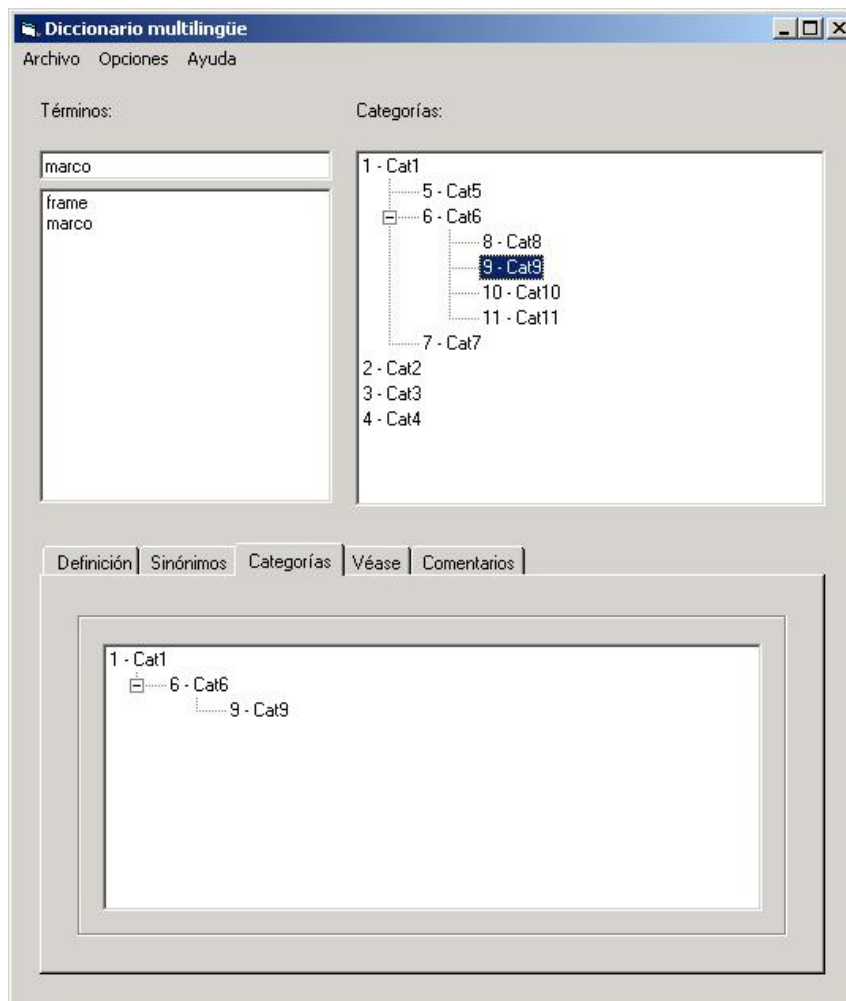 Diccionario multilingüe
Archivo Opciones Ayuda
Términos:
Categorías:
marco
frame
marco
1 - Cat1
5 - Cat5
6 - Cat6
8 - Cat8
9 - Cat9
10 - Cat10
11 - Cat11
7 - Cat7
2 - Cat2
3 - Cat3
4 - Cat4
Definición Sinónimos Categorías Véase Comentarios
1 - Cat1
6 - Cat6
9 - Cat9